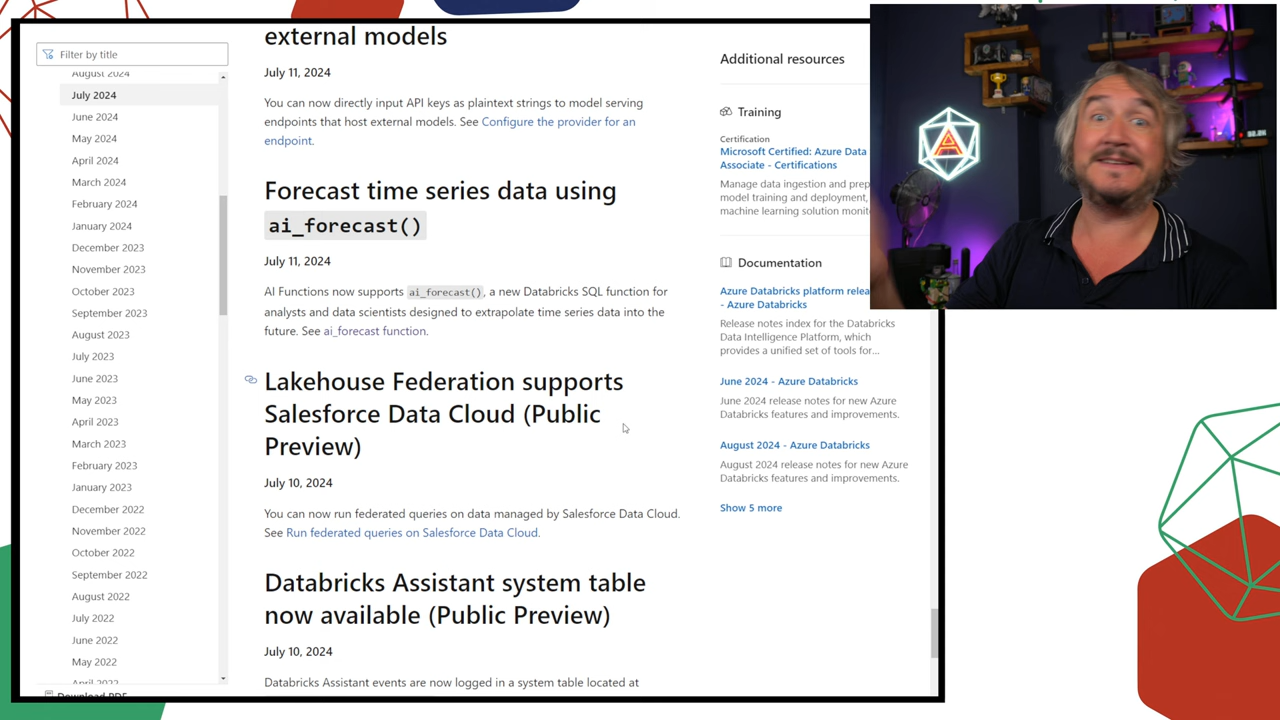 Filter by title
August 2024
July 2024
June 2024
May 2024
April 2024
March 2024
February 2024
January 2024
December 2023
November 2023
October 2023
September 2023
August 2023
July 2023
June 2023
May 2023
April 2023
March 2023
February 2023
January 2023
December 2022
November 2022
October 2022
September 2022
August 2022
July 2022
June 2022
May 2022
April 2022
Download PDF
external models
July 11, 2024
You can now directly input API keys as plaintext strings to model serving
endpoints that host external models. See Configure the provider for an
endpoint.
Forecast time series data using
ai_forecast()
July 11, 2024
AI Functions now supports ai_forecast(), a new Databricks SQL function for
analysts and data scientists designed to extrapolate time series data into the
future. See ai_forecast function.
Lakehouse Federation supports
Salesforce Data Cloud (Public
Preview)
July 10, 2024
You can now run federated queries on data managed by Salesforce Data Cloud.
See Run federated queries on Salesforce Data Cloud.
Databricks Assistant system table
now available (Public Preview)
July 10, 2024
Databricks Assistant events are now logged in a system table located at
Additional resources
Training
Certification
Microsoft Certified: Azure Data
Associate - Certifications
Manage data ingestion and prep
model training and deployment,
machine learning solution monit
Documentation
Azure Databricks platform relea
- Azure Databricks
Release notes index for the Databricks
Data Intelligence Platform, which
provides a unified set of tools for...
June 2024 - Azure Databricks
June 2024 release notes for new Azure
Databricks features and improvements.
August 2024 - Azure Databricks
August 2024 release notes for new Azure
Databricks features and improvements.
Show 5 more
A